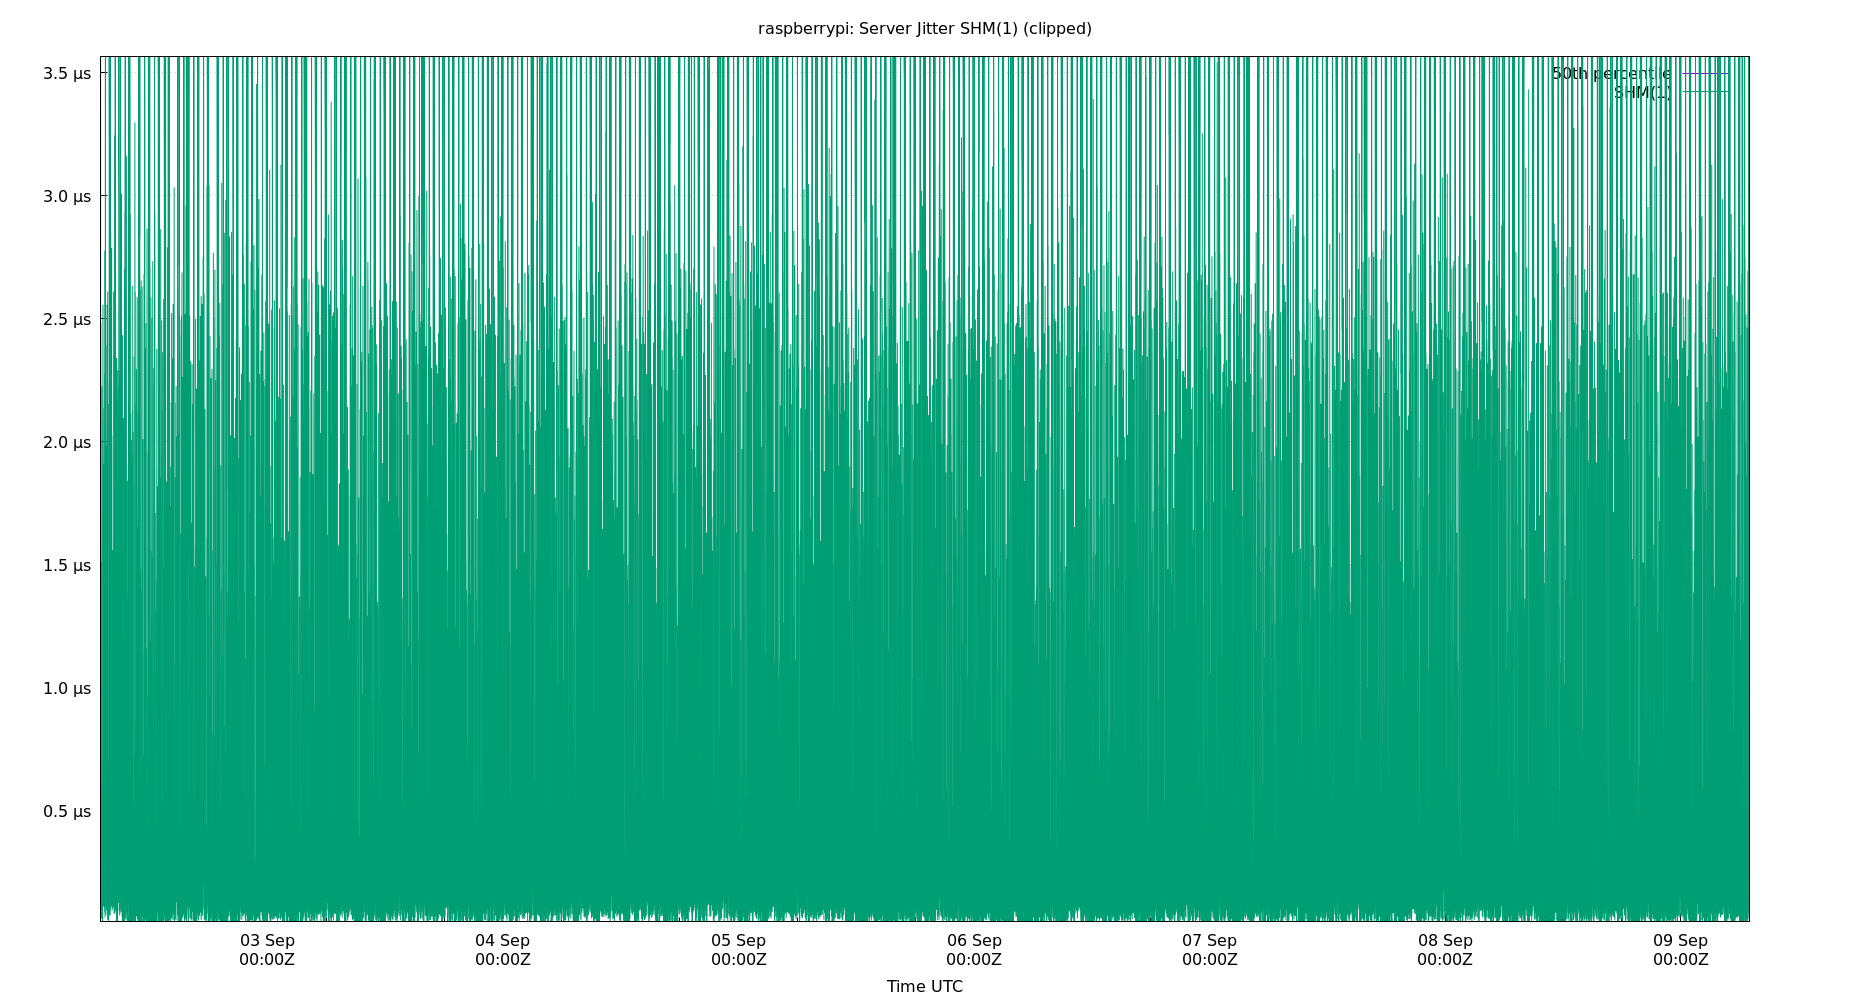 raspberrypi: Server Jitter SHM(1) (clipped)
3.5 µs
50th percentile
SHM(1)
3.0 µs
2.5 µs
2.0 µs
1.5 µs
1.0 µs
0.5 µs
03 Sep 04 Sep 05 Sep 06 Sep 07 Sep 08 Sep 09 Sep
00:00Z 00:00Z 00:00Z 00:00Z 00:00Z 00:00Z 00:00Z
Time UTC